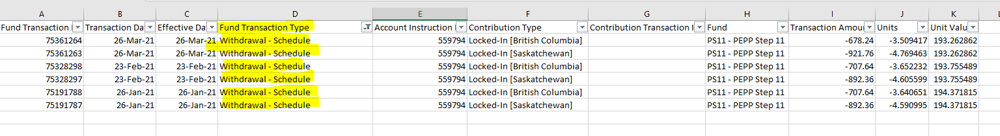 A B C D E F G H I J K
Fund Transaction Transaction Da Effective Da Fund Transaction Type Account Instruction Contribution Type Contribution Transaction Fund Transaction Amou Units Unit Valu
75361264 26-Mar-21 26-Mar-21 Withdrawal - Schedule 559794 Locked-In [British Columbia] PS11 - PEPP Step 11 -678.24 -3.509417 193.262862
75361263 26-Mar-21 26-Mar-21 Withdrawal - Schedule 559794 Locked-In [Saskatchewan] PS11 - PEPP Step 11 -921.76 -4.769463 193.262862
75328298 23-Feb-21 23-Feb-21 Withdrawal - Schedule 559794 Locked-In [British Columbia] PS11 - PEPP Step 11 -707.64 -3.652232 193.755489
75328297 23-Feb-21 23-Feb-21 Withdrawal - Schedule 559794 Locked-In [Saskatchewan] PS11 - PEPP Step 11 -892.36 -4.605599 193.755489
75191788 26-Jan-21 26-Jan-21 Withdrawal - Schedule 559794 Locked-In [British Columbia] PS11 - PEPP Step 11 -707.64 -3.640651 194.371815
75191787 26-Jan-21 26-Jan-21 Withdrawal - Schedule 559794 Locked-In [Saskatchewan] PS11 - PEPP Step 11 -892.36 -4.590995 194.371815